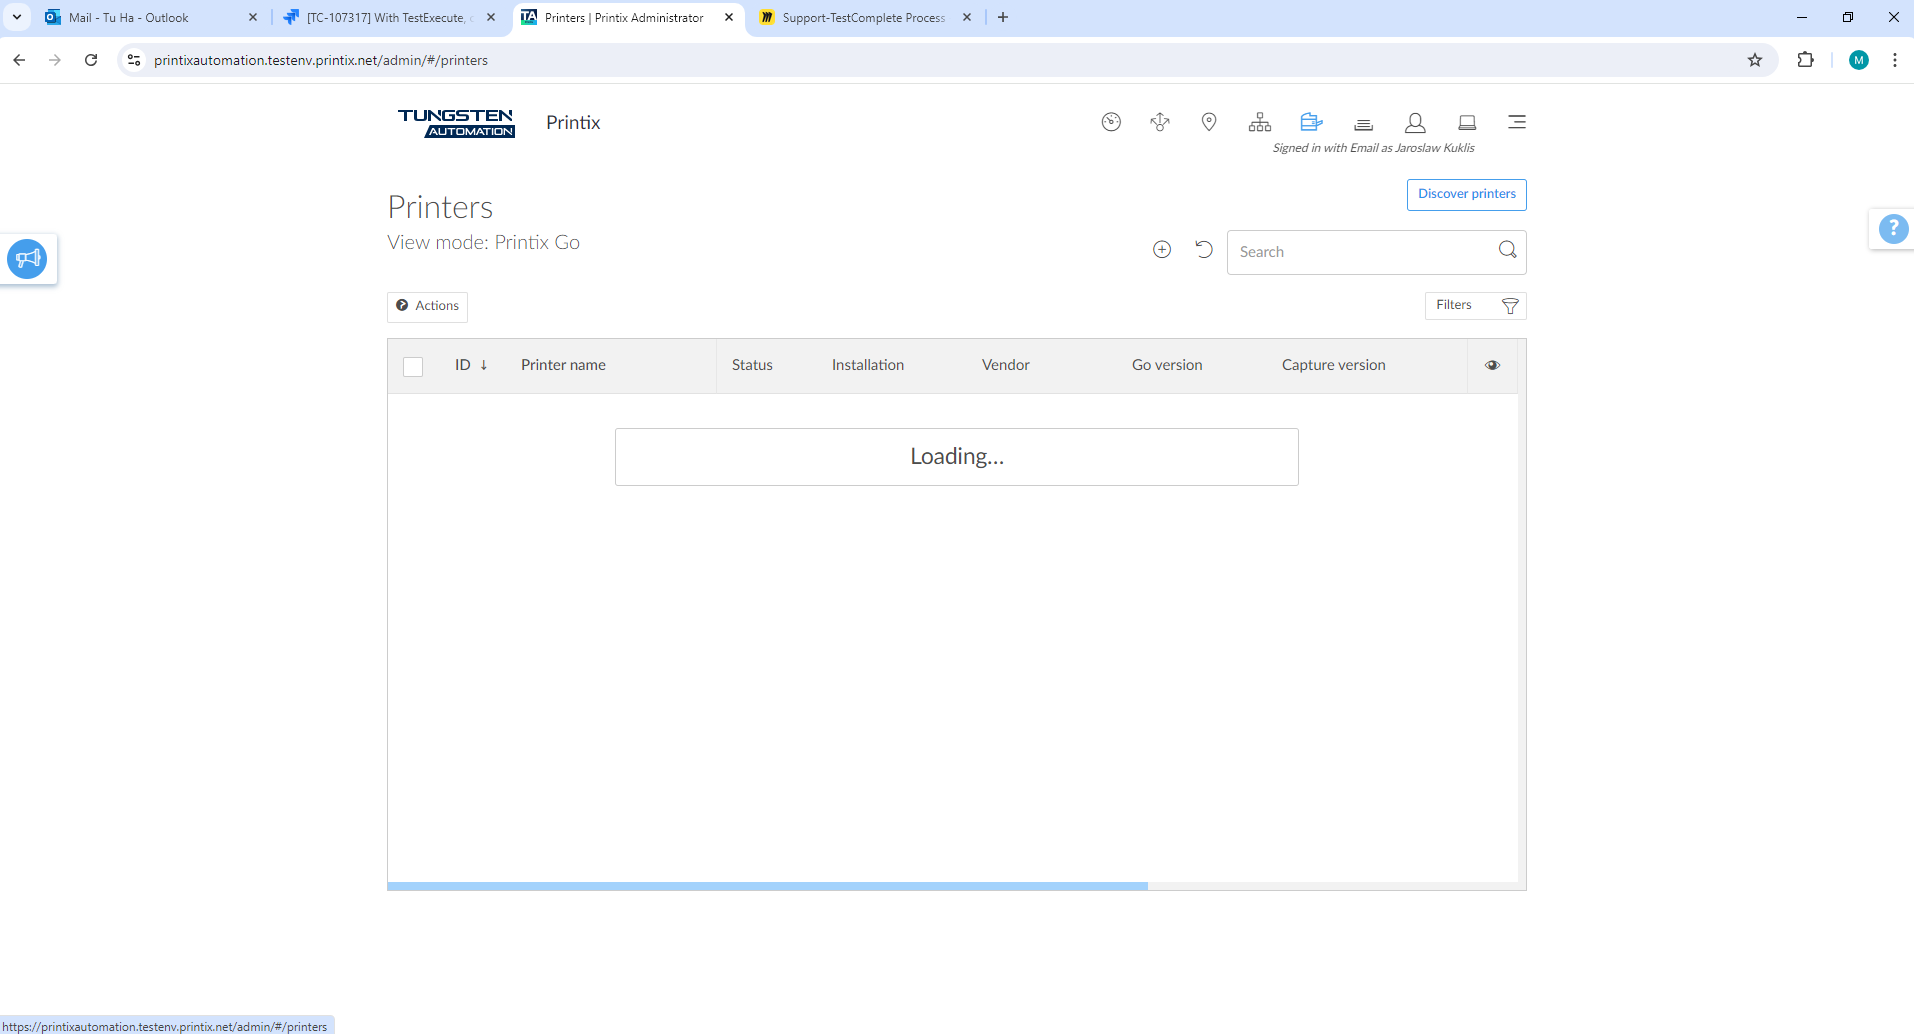 Mail - Tu Ha - Outlook
[TC-107317] With TestExecute,
Printers | Printix Administrator
Support-TestComplete Process
printixautomation.testenv.printix.net/admin/#/printers
M
TUNGSTEN
AUTOMATION
Printix
Signed in with Email as Jaroslaw Kuklis
Printers
Discover printers
View mode: Printix Go
Search
?
Actions
Filters
ID ↓ Printer name Status Installation Vendor Go version Capture version
Loading...
https://printixautomation.testenv.printix.net/admin/#/printers